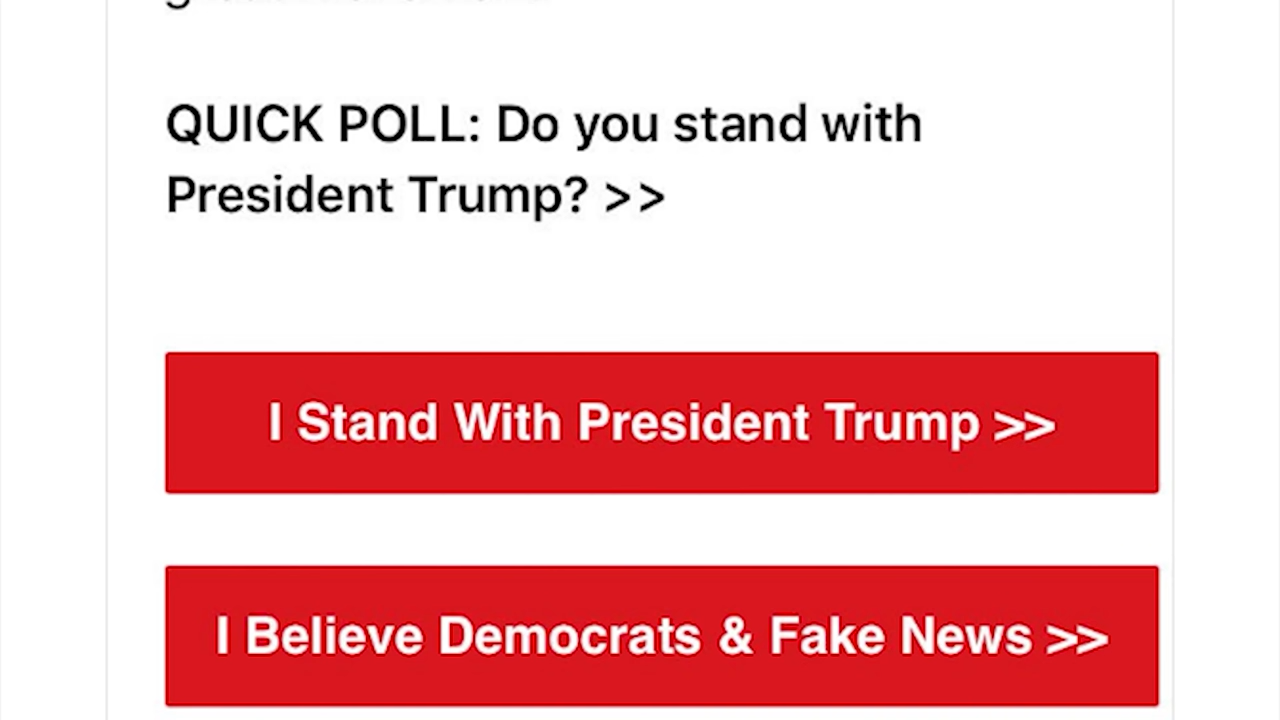 QUICK POLL: Do you stand with
President Trump? >>
I Stand With President Trump >>
I Believe Democrats & Fake News >>